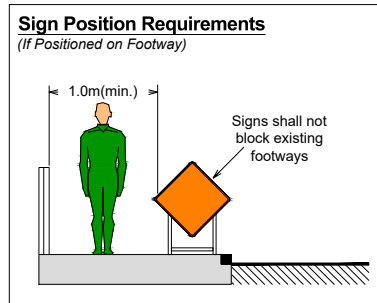 Sign Position Requirements
(If Positioned on Footway)
1.0m(min.)
Signs shall not
block existing
footways